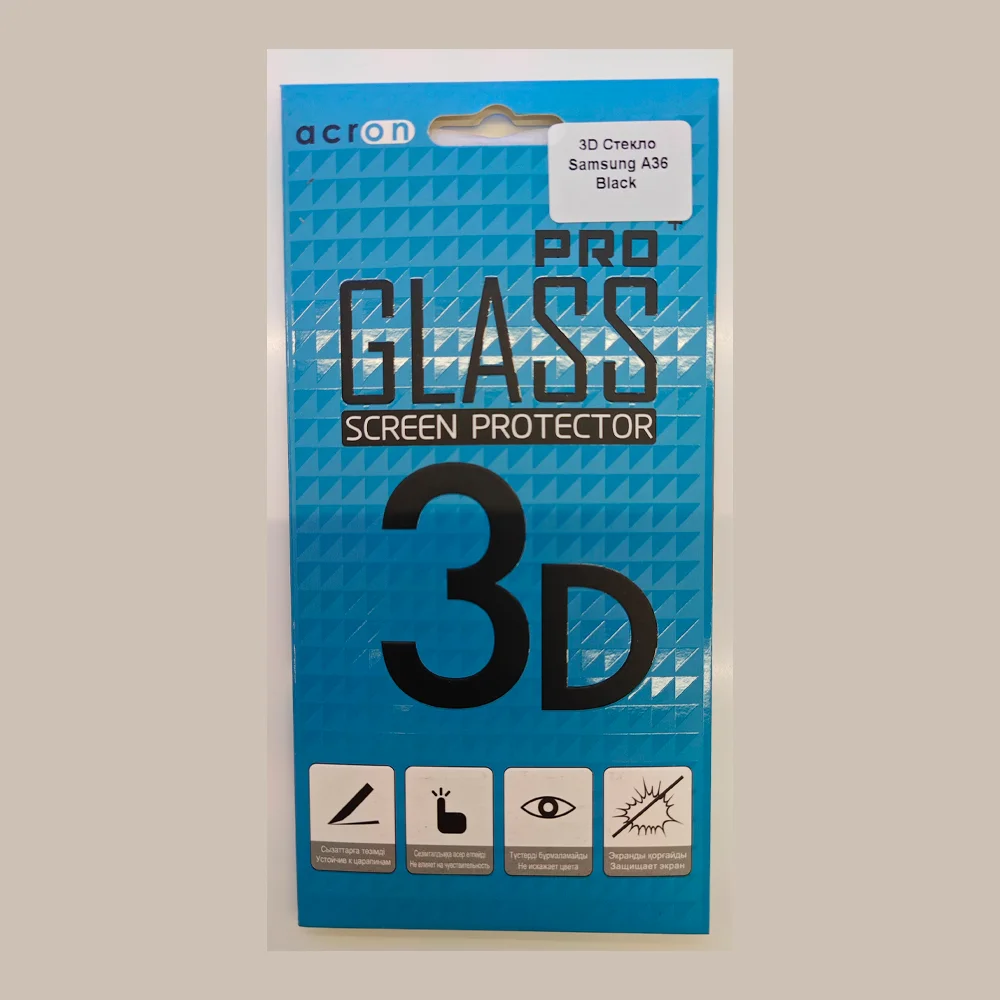 acron
3D Стекло
Samsung A36
Black
PRO+
GLASS
SCREEN PROTECTOR
3D
Сызаттарға төзімді
Устойчив к царапинам
Сезімталдыққа әсер етпейді
Не влияет на чувствительность
Түстерді бұрмаламайды
Не искажает цвета
Экранды қорғайды
Защищает экран